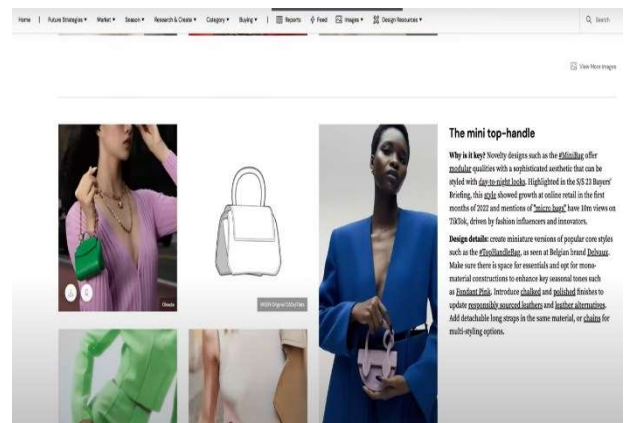 Home | Future Strategies Market Season Research & Create Category Buying | Reports Feed Images Design Resources Search
View More Images
The mini top-handle
Why is it key? Novelty designs such as the #MiniBag offer
modular qualities with a sophisticated aesthetic that can be
styled with day-to-night looks. Highlighted in the S/S 23 Buyers'
Briefing, this style showed growth at online retail in the first
months of 2022 and mentions of "micro bags" have 10m views on
TikTok, driven by fashion influencers and innovators.
Design details: create miniature versions of popular core styles
such as the #TopHandleBag, as seen at Belgian brand Delvaux.
Make sure there is space for essentials and opt for mono-
material constructions to enhance key seasonal tones such
as Fondant Pink. Introduce chalked and polished finishes to
update responsibly sourced leathers and leather alternatives.
Add detachable long straps in the same material, or chains for
multi-styling options.